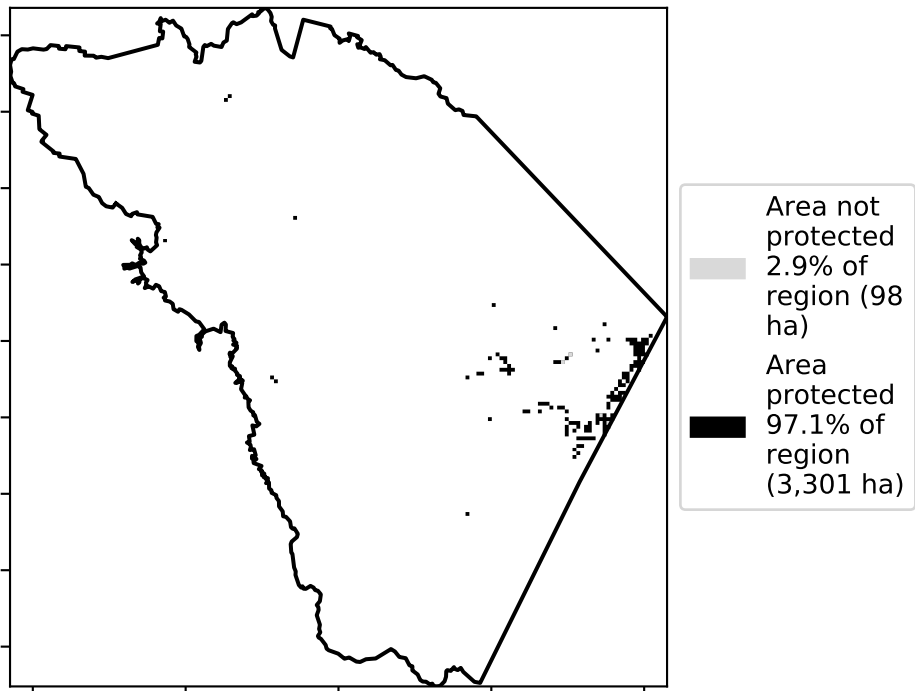 Area not
protected
2.9% of
region (98
ha)
Area
protected
97.1% of
region
(3,301 ha)